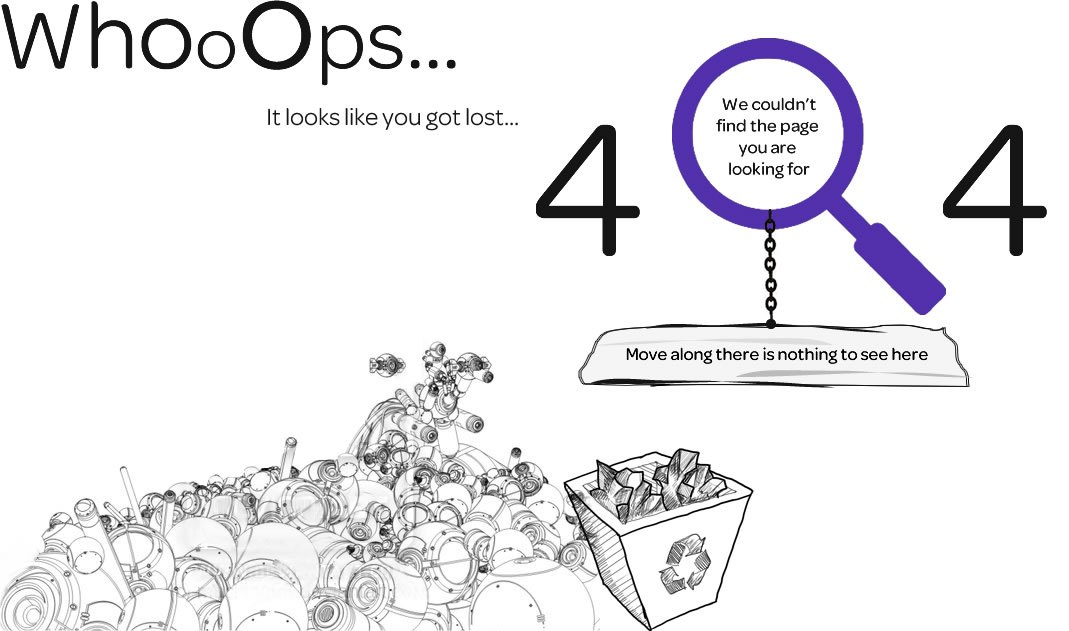 WhooOps...
It looks like you got lost...
4 4
We couldn't
find the page
you are
looking for
Move along there is nothing to see here